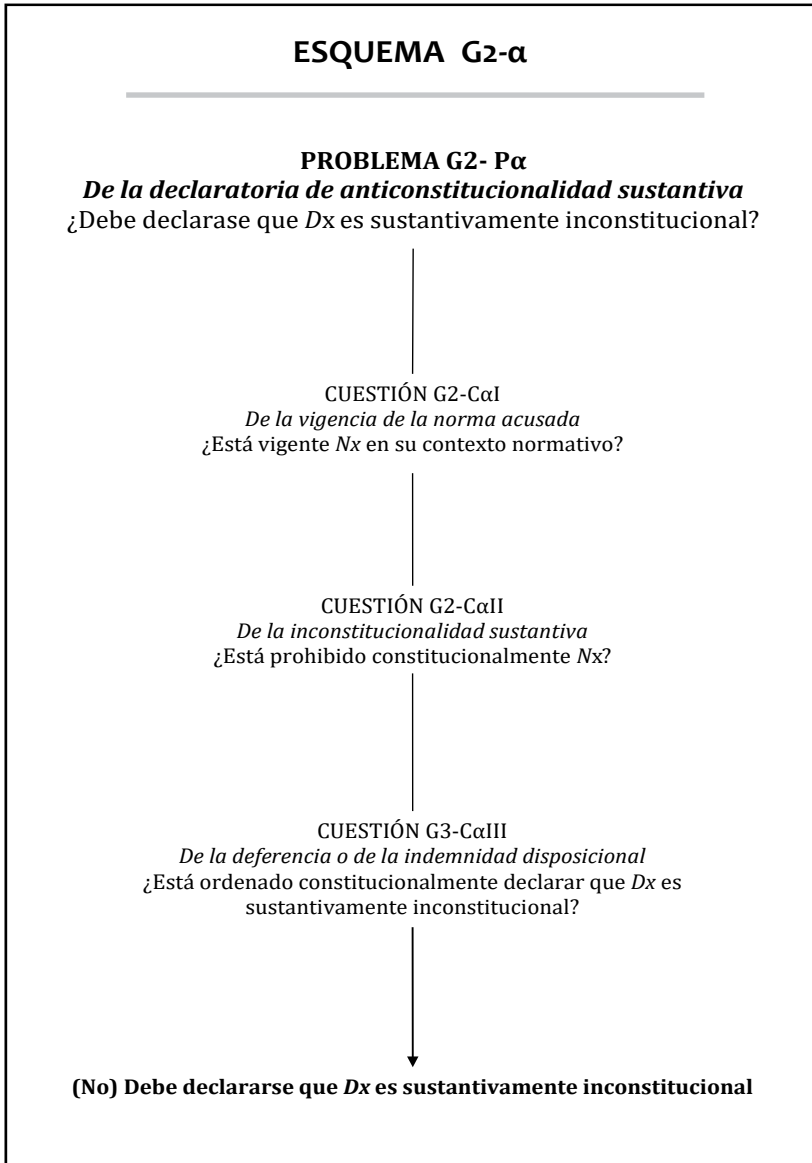 ESQUEMA G2-α
PROBLEMA G2- Pα
De la declaratoria de anticonstitucionalidad sustantiva
¿Debe declarase que Dx es sustantivamente inconstitucional?
CUESTIÓN G2-CαI
De la vigencia de la norma acusada
¿Está vigente Nx en su contexto normativo?
CUESTIÓN G2-CαII
De la inconstitucionalidad sustantiva
¿Está prohibido constitucionalmente Nx?
CUESTIÓN G3-CαIII
De la deferencia o de la indemnidad disposicional
¿Está ordenado constitucionalmente declarar que Dx es
sustantivamente inconstitucional?
(No) Debe declararse que Dx es sustantivamente inconstitucional